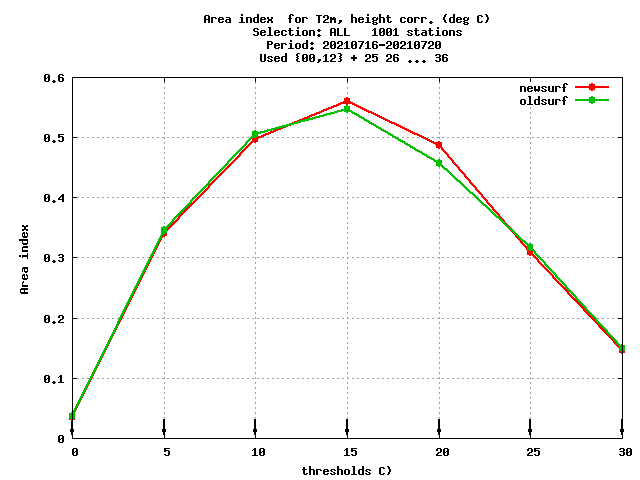 Area index  for T2m, height corr. (deg C)
Selection: ALL   1001 stations
Period: 20210716-20210720
Used {00,12} + 25 26 ... 36
newsurf
oldsurf
Area index
0.6
0.5
0.4
0.3
0.2
0.1
0
0 5 10 15 20 25 30
thresholds C)